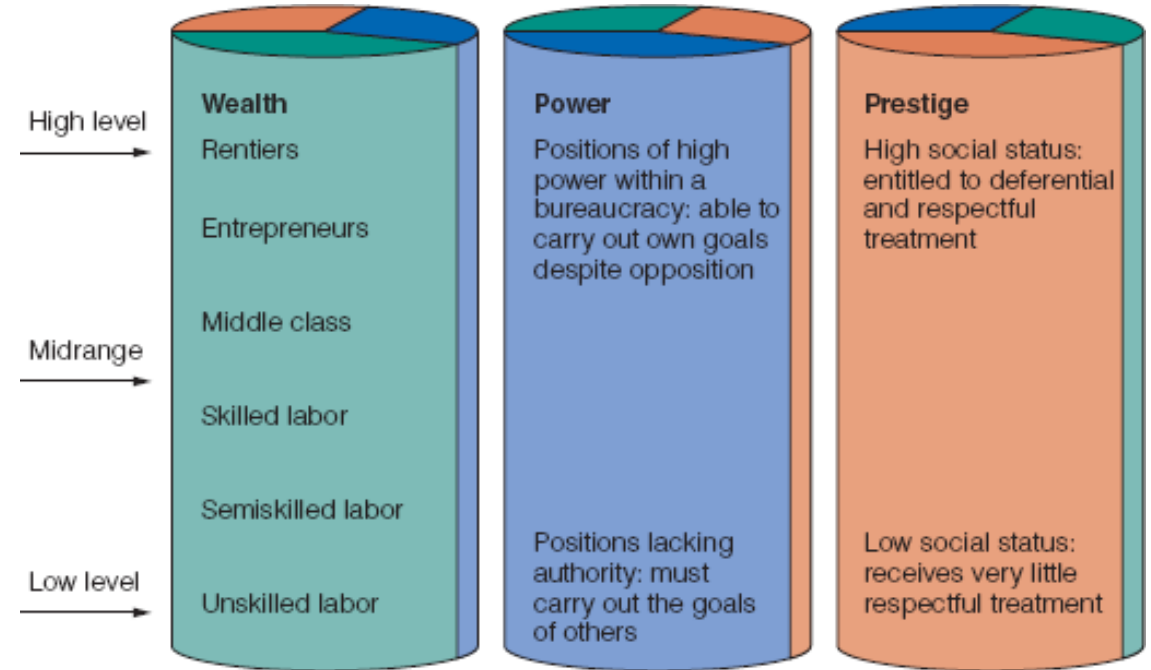 High level
Midrange
Low level
Wealth
Rentiers
Entrepreneurs
Middle class
Skilled labor
Semiskilled labor
Unskilled labor
Power
Positions of high
power within a
bureaucracy: able to
carry out own goals
despite opposition
Positions lacking
authority: must
carry out the goals
of others
Prestige
High social status:
entitled to deferential
and respectful
treatment
Low social status:
receives very little
respectful treatment